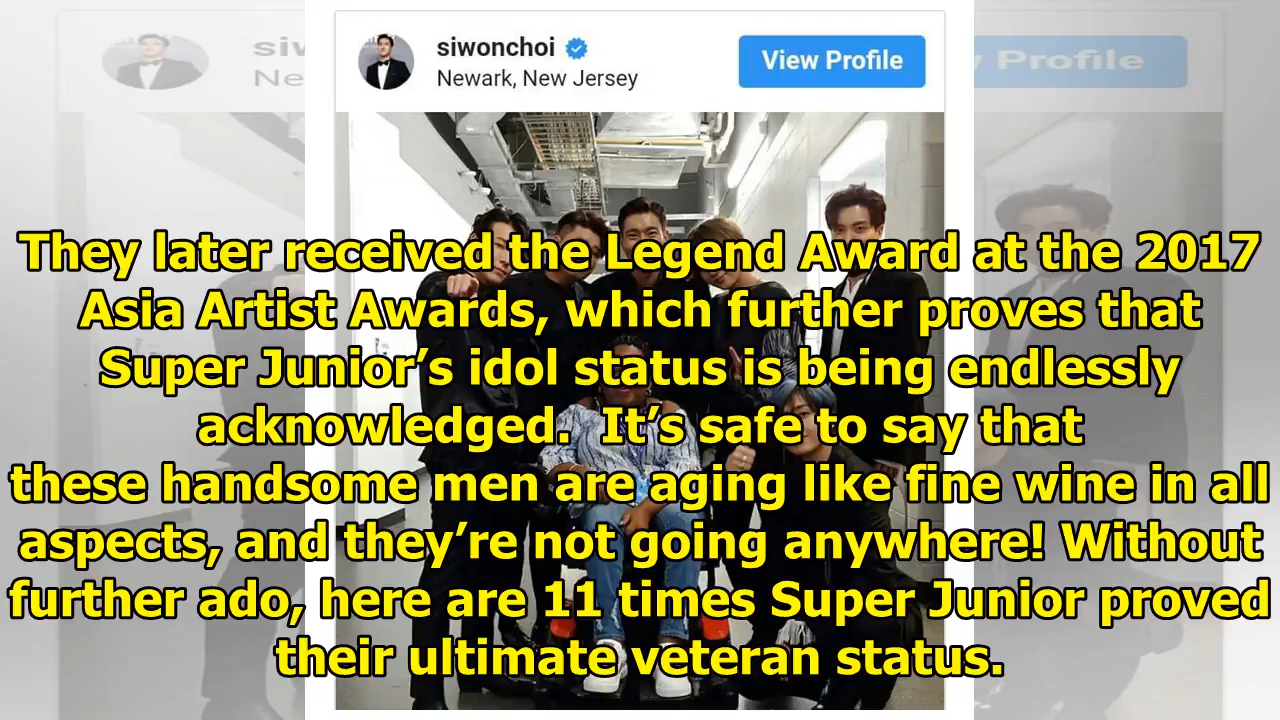 siwonchoi
Newark, New Jersey
View Profile
They later received the Legend Award at the 2017
Asia Artist Awards, which further proves that
Super Junior’s idol status is being endlessly
acknowledged.  It’s safe to say that
these handsome men are aging like fine wine in all
aspects, and they’re not going anywhere! Without
further ado, here are 11 times Super Junior proved
their ultimate veteran status.